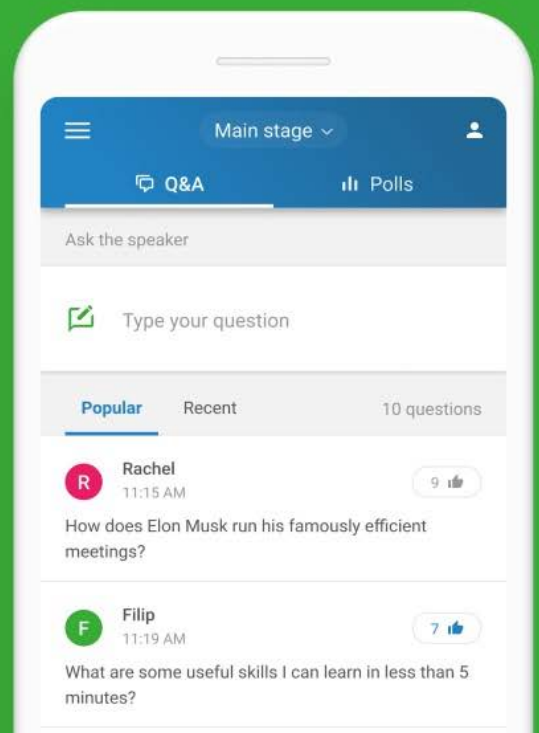 Main stage
Q&A
Polls
Ask the speaker
Type your question
Popular Recent 10 questions
R
Rachel
11:15 AM
9
How does Elon Musk run his famously efficient
meetings?
F
Filip
11:19 AM
7
What are some useful skills I can learn in less than 5
minutes?